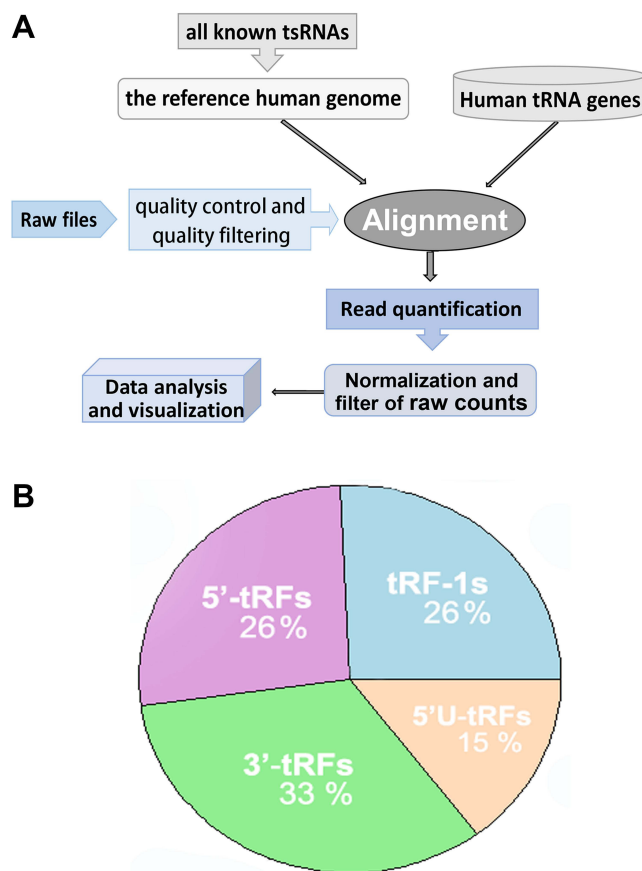 A
all known tsRNAs
the reference human genome
Human tRNA genes
Raw files
quality control and
quality filtering
Alignment
Read quantification
Data analysis
and visualization
Normalization and
filter of raw counts
B
5’-tRFs
26%
tRF-1s
26%
5’U-tRFs
15 %
3’-tRFs
33 %